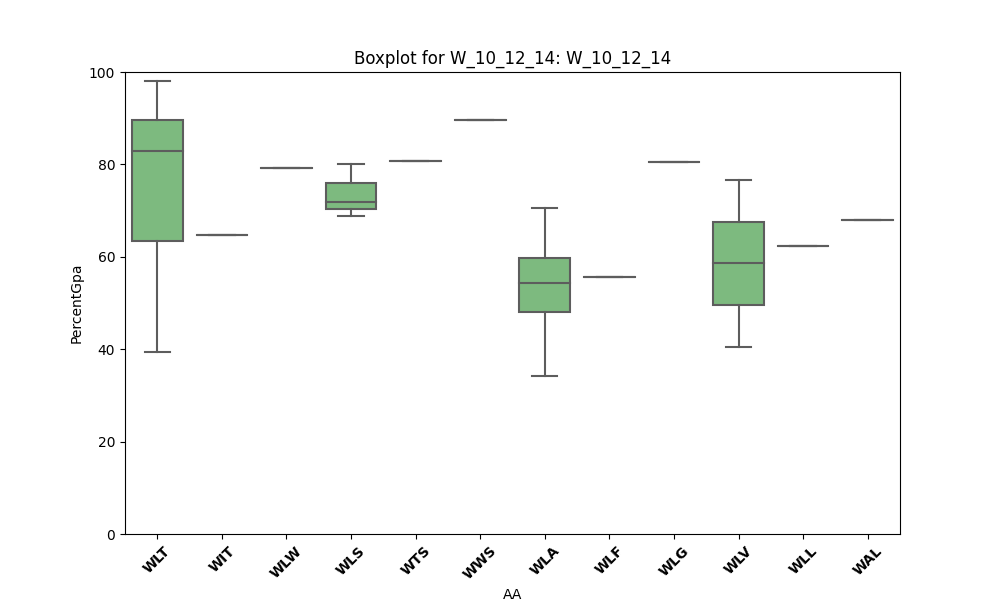 Boxplot for W_10_12_14: W_10_12_14
100
80
60
40
20
0
PercentGpa
WLT WIT WLW WLS WTS WWS WLA WLF WLG WLV WLL WAL
AA